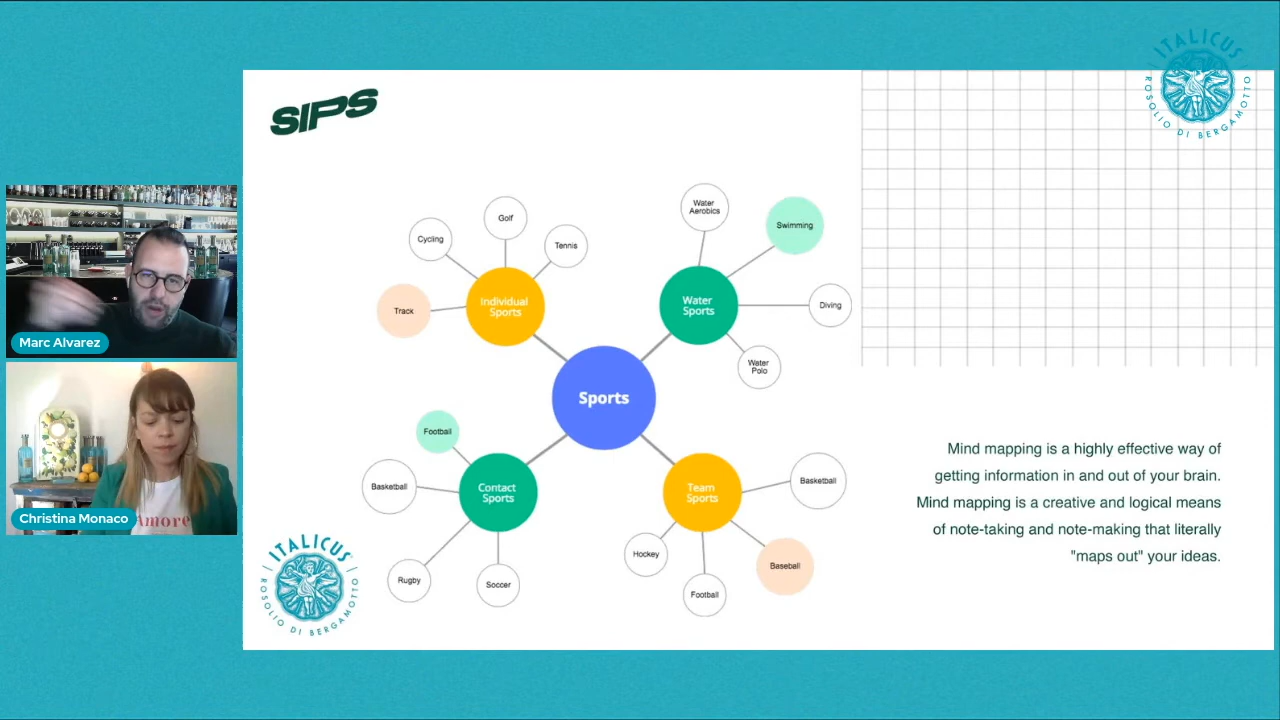 ITALICUS
ROSOLIO DI BERGAMOTTO
SIPS
Water
Aerobics
Golf
Swimming
Cycling
Tennis
Individual
Sports
Water
Sports
Diving
Track
Water
Polo
Sports
Football
Basketball
Contact
Sports
Team
Sports
Basketball
Hockey
Baseball
Rugby
Soccer
Football
Mind mapping is a highly effective way of
getting information in and out of your brain.
Mind mapping is a creative and logical means
of note-taking and note-making that literally
"maps out" your ideas.
Marc Alvarez
Christina Monaco
Amore
ITALICUS
ROSOLIO DI BERGAMOTTO